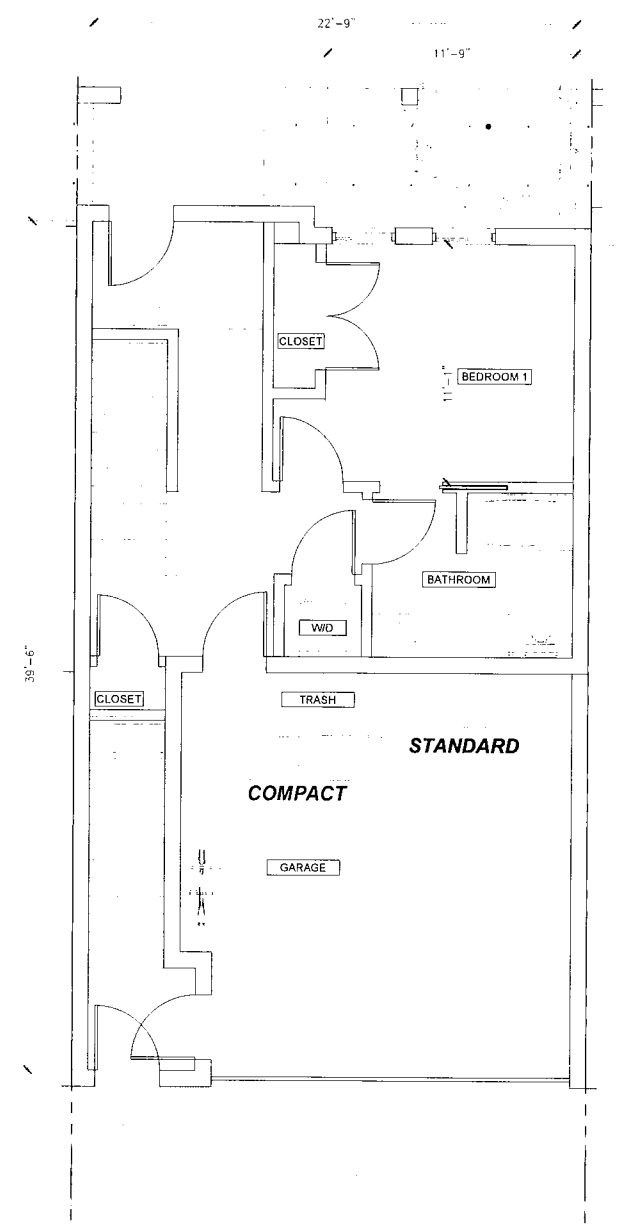 22'-9"
11'-9"
CLOSET
11'-1"
BEDROOM 1
BATHROOM
W/D
39'-6"
CLOSET
TRASH
STANDARD
COMPACT
GARAGE